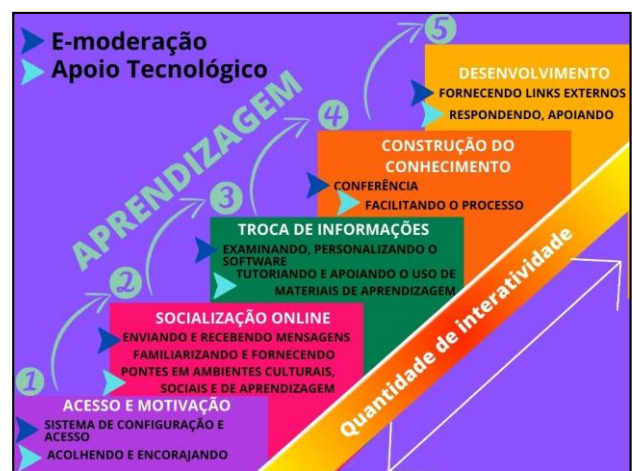 E-moderação
Apoio Tecnológico
APRENDIZAGEM
5
DESENVOLVIMENTO
FORNECENDO LINKS EXTERNOS
RESPONDENDO, APOIANDO
4
CONSTRUÇÃO DO
CONHECIMENTO
CONFERÊNCIA
FACILITANDO O PROCESSO
3
TROCA DE INFORMAÇÕES
EXAMINANDO, PERSONALIZANDO O
SOFTWARE
TUTORIANDO E APOIANDO O USO DE
MATERIAIS DE APRENDIZAGEM
2
SOCIALIZAÇÃO ONLINE
ENVIANDO E RECEBENDO MENSAGENS
FAMILIARIZANDO E FORNECENDO
PONTES EM AMBIENTES CULTURAIS,
SOCIAIS E DE APRENDIZAGEM
1
ACESSO E MOTIVAÇÃO
SISTEMA DE CONFIGURAÇÃO E
ACESSO
ACOLHENDO E ENCORAJANDO
Quantidade de interatividade